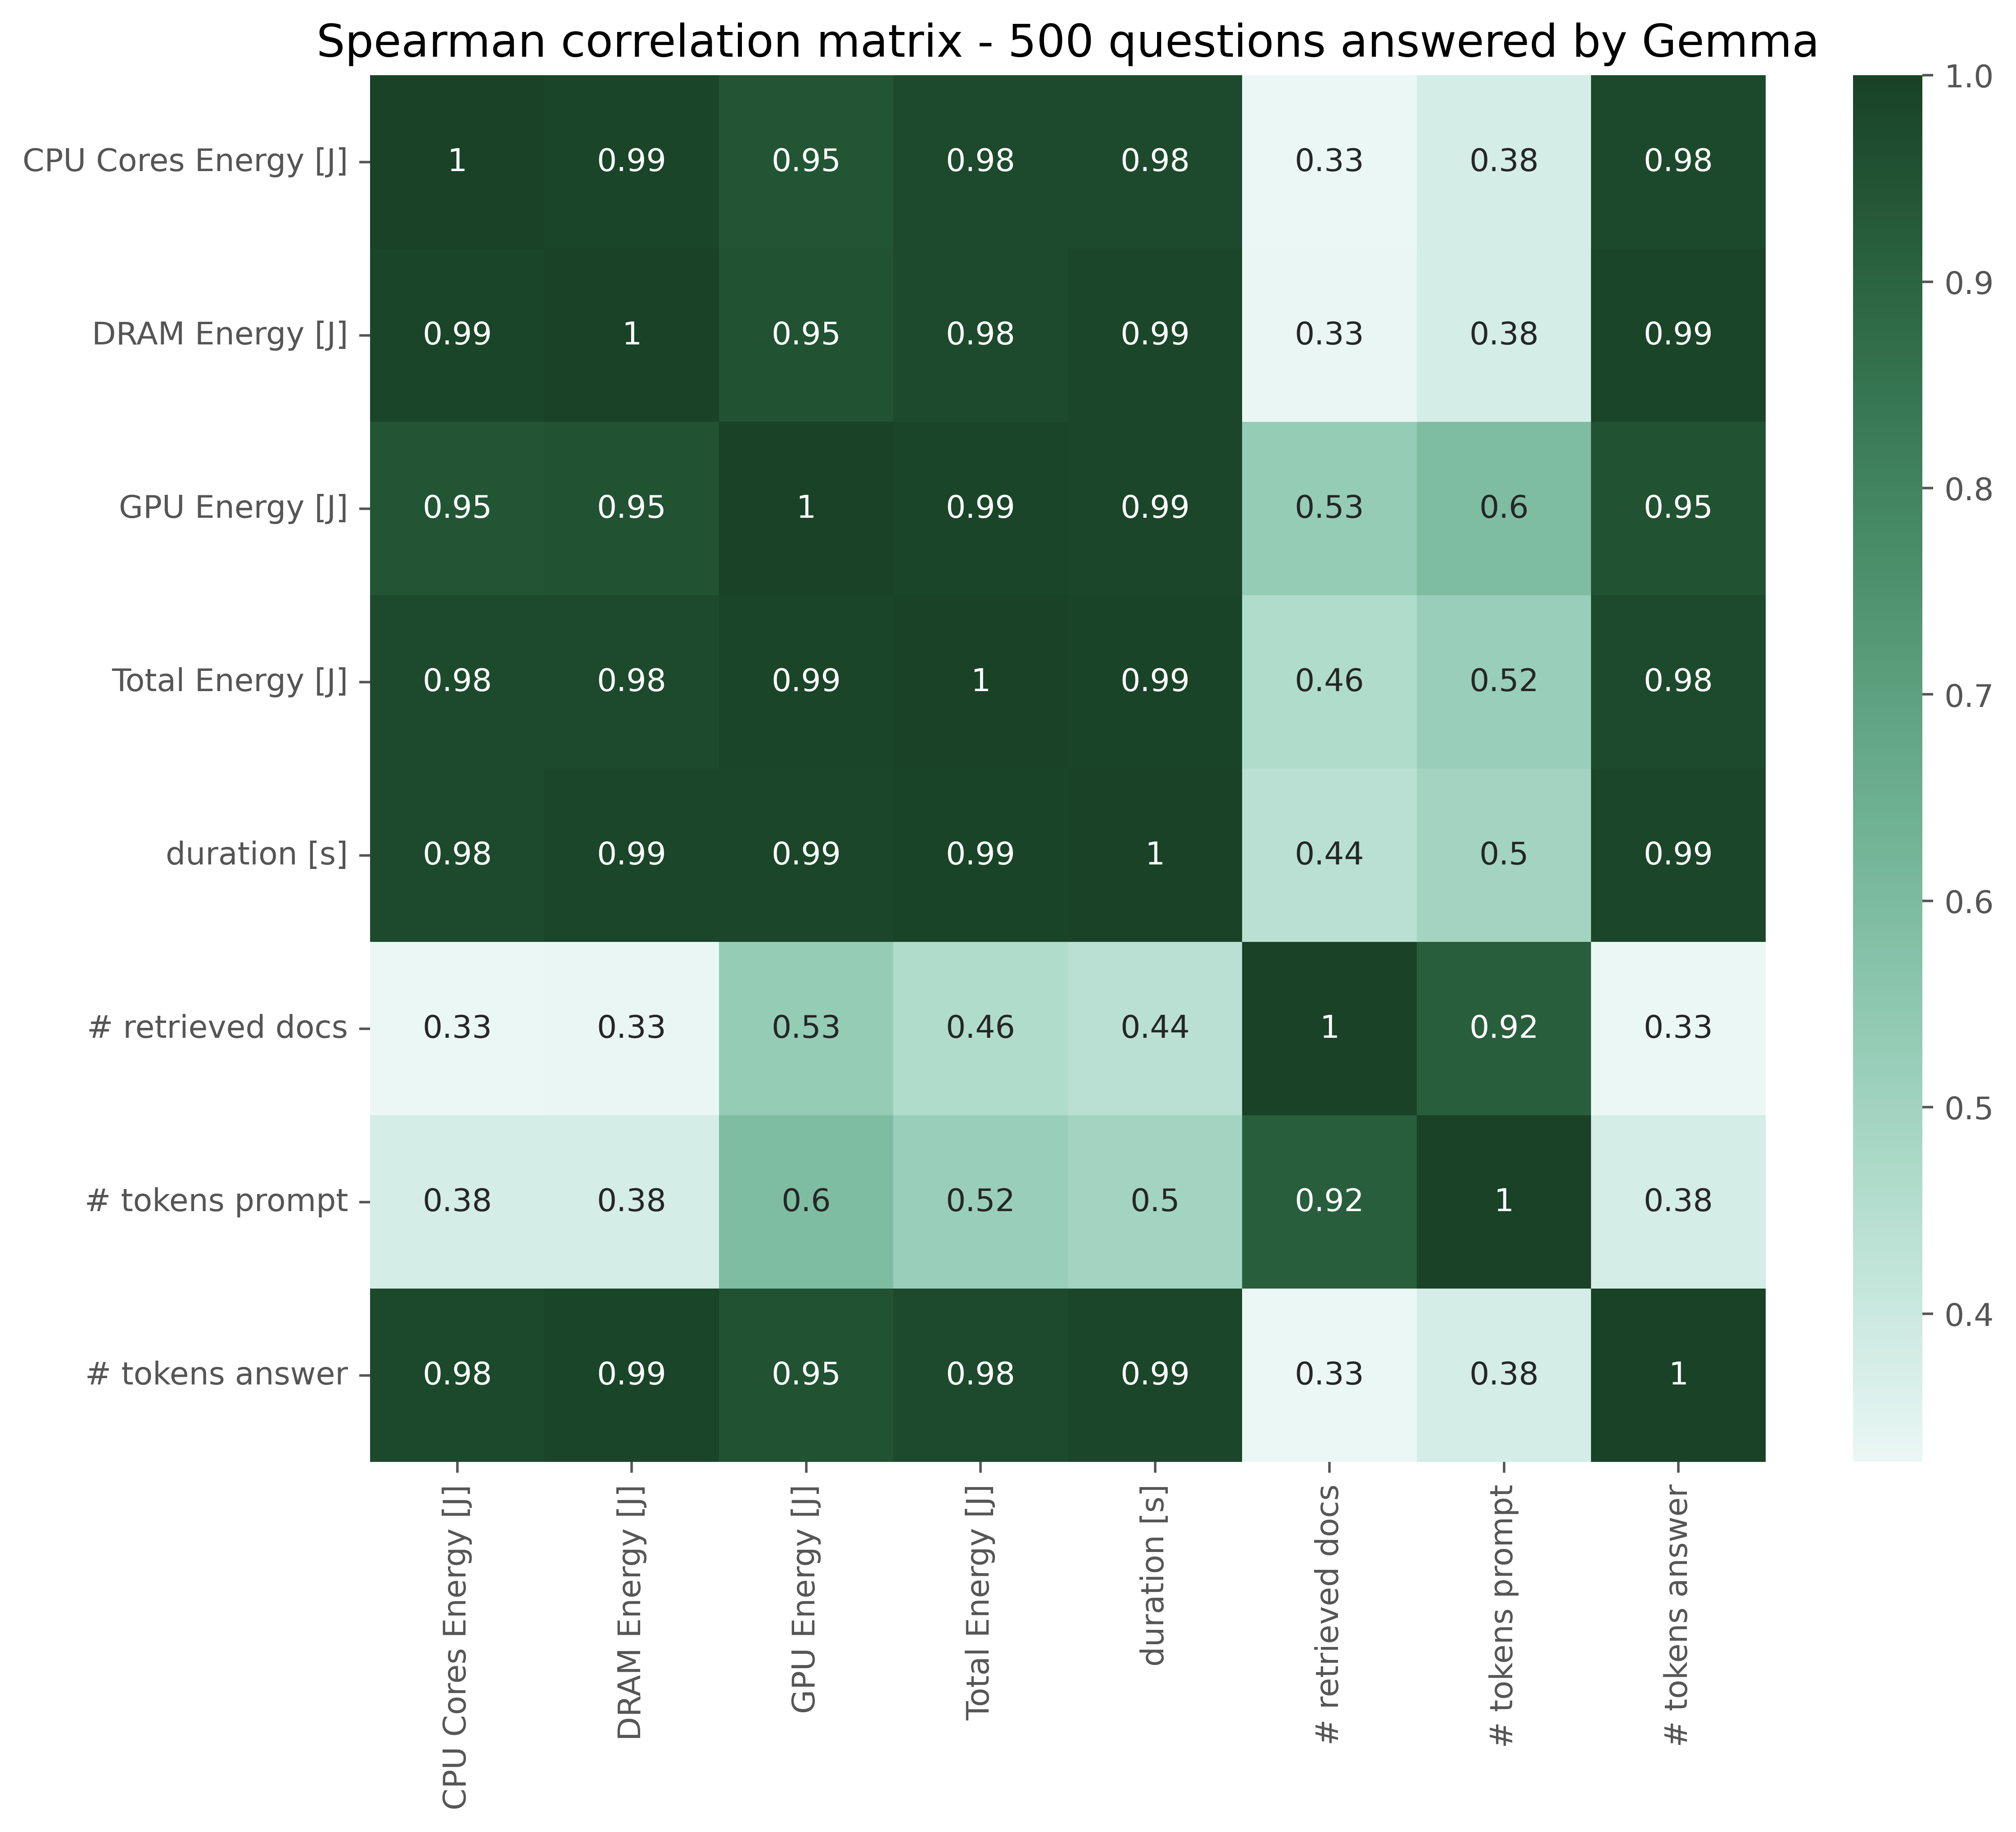 Spearman correlation matrix - 500 questions answered by Gemma
CPU Cores Energy [J] 1 0.99 0.95 0.98 0.98 0.33 0.38 0.98
DRAM Energy [J] 0.99 1 0.95 0.98 0.99 0.33 0.38 0.99
GPU Energy [J] 0.95 0.95 1 0.99 0.99 0.53 0.6 0.95
Total Energy [J] 0.98 0.98 0.99 1 0.99 0.46 0.52 0.98
duration [s] 0.98 0.99 0.99 0.99 1 0.44 0.5 0.99
# retrieved docs 0.33 0.33 0.53 0.46 0.44 1 0.92 0.33
# tokens prompt 0.38 0.38 0.6 0.52 0.5 0.92 1 0.38
# tokens answer 0.98 0.99 0.95 0.98 0.99 0.33 0.38 1
CPU Cores Energy [J]
DRAM Energy [J]
GPU Energy [J]
Total Energy [J]
duration [s]
# retrieved docs
# tokens prompt
# tokens answer
1.0
0.9
0.8
0.7
0.6
0.5
0.4